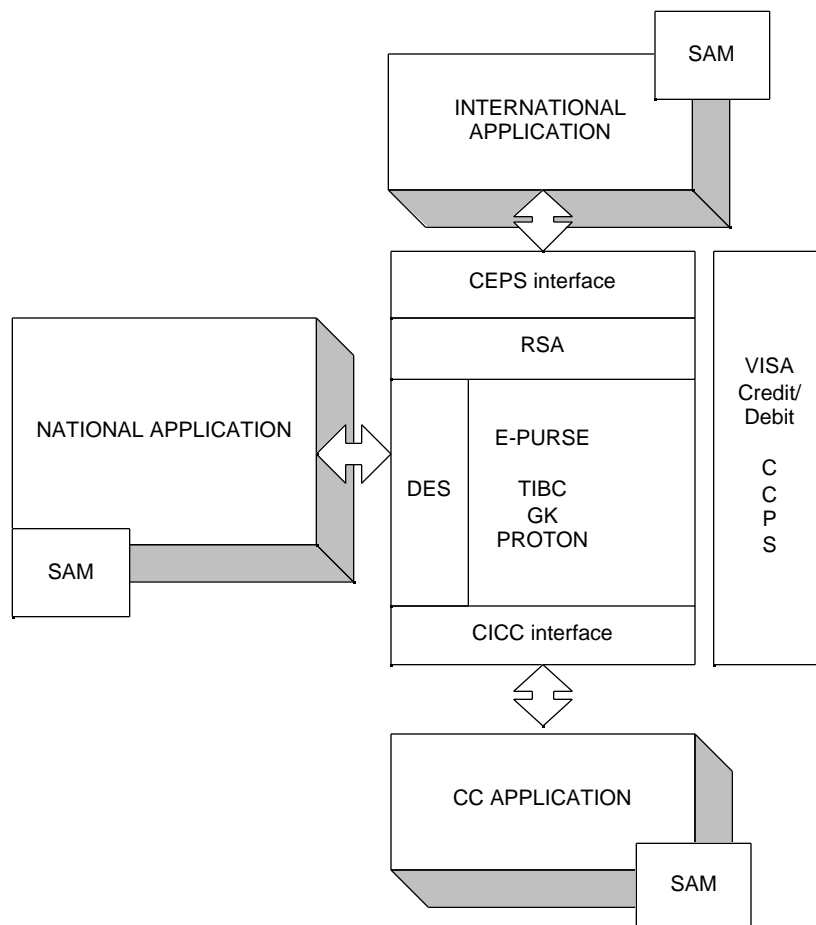 SAM
INTERNATIONAL
APPLICATION
CEPS interface
RSA
VISA
Credit/
Debit
C
C
P
S
NATIONAL APPLICATION
SAM
DES
E-PURSE
TIBC
GK
PROTON
CICC interface
CC APPLICATION
SAM